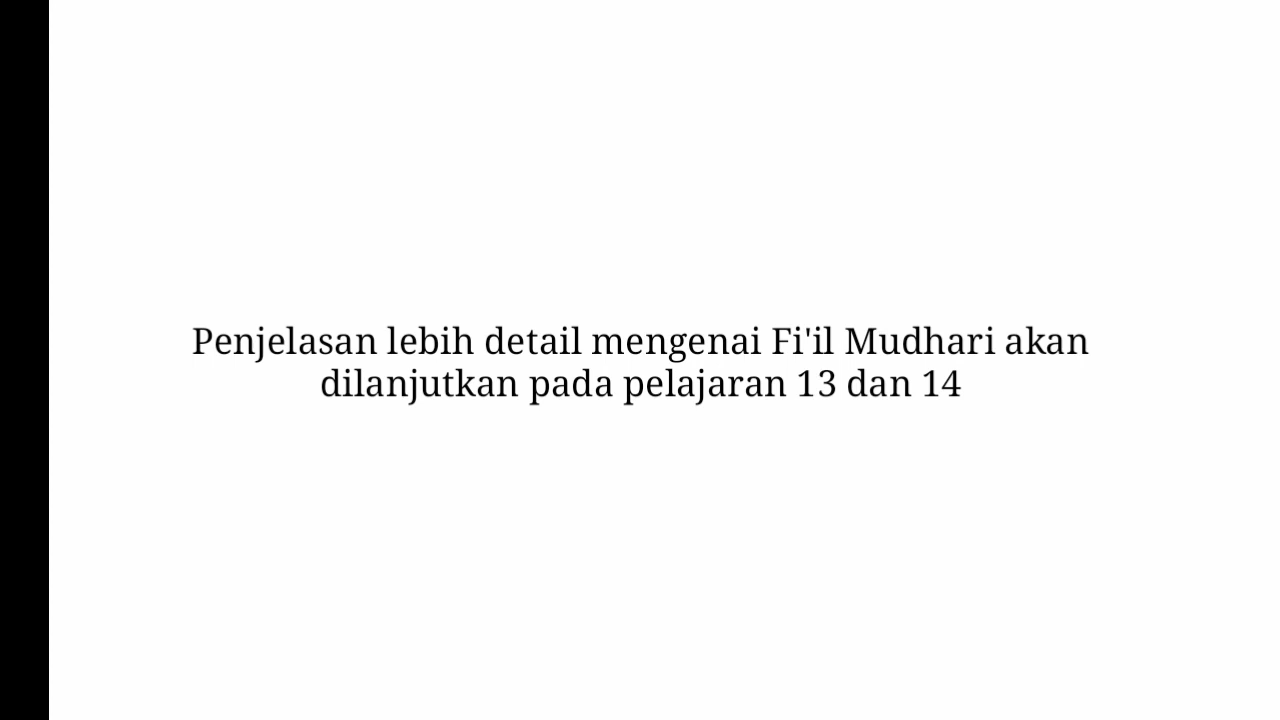 Penjelasan lebih detail mengenai Fi'il Mudhari akan
dilanjutkan pada pelajaran 13 dan 14